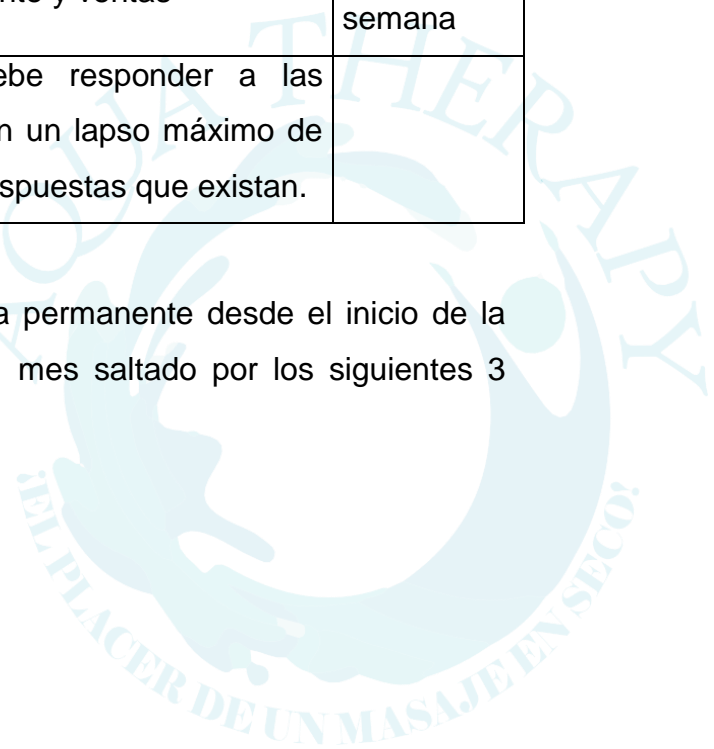 y ventas
semana
ebe responder a las
n un lapso máximo de
spuestas que existan.
a permanente desde el inicio de la
mes saltado por los siguientes 3
AQUA THERAPY
¡EL PLACER DE UN MASAJE EN SECO!